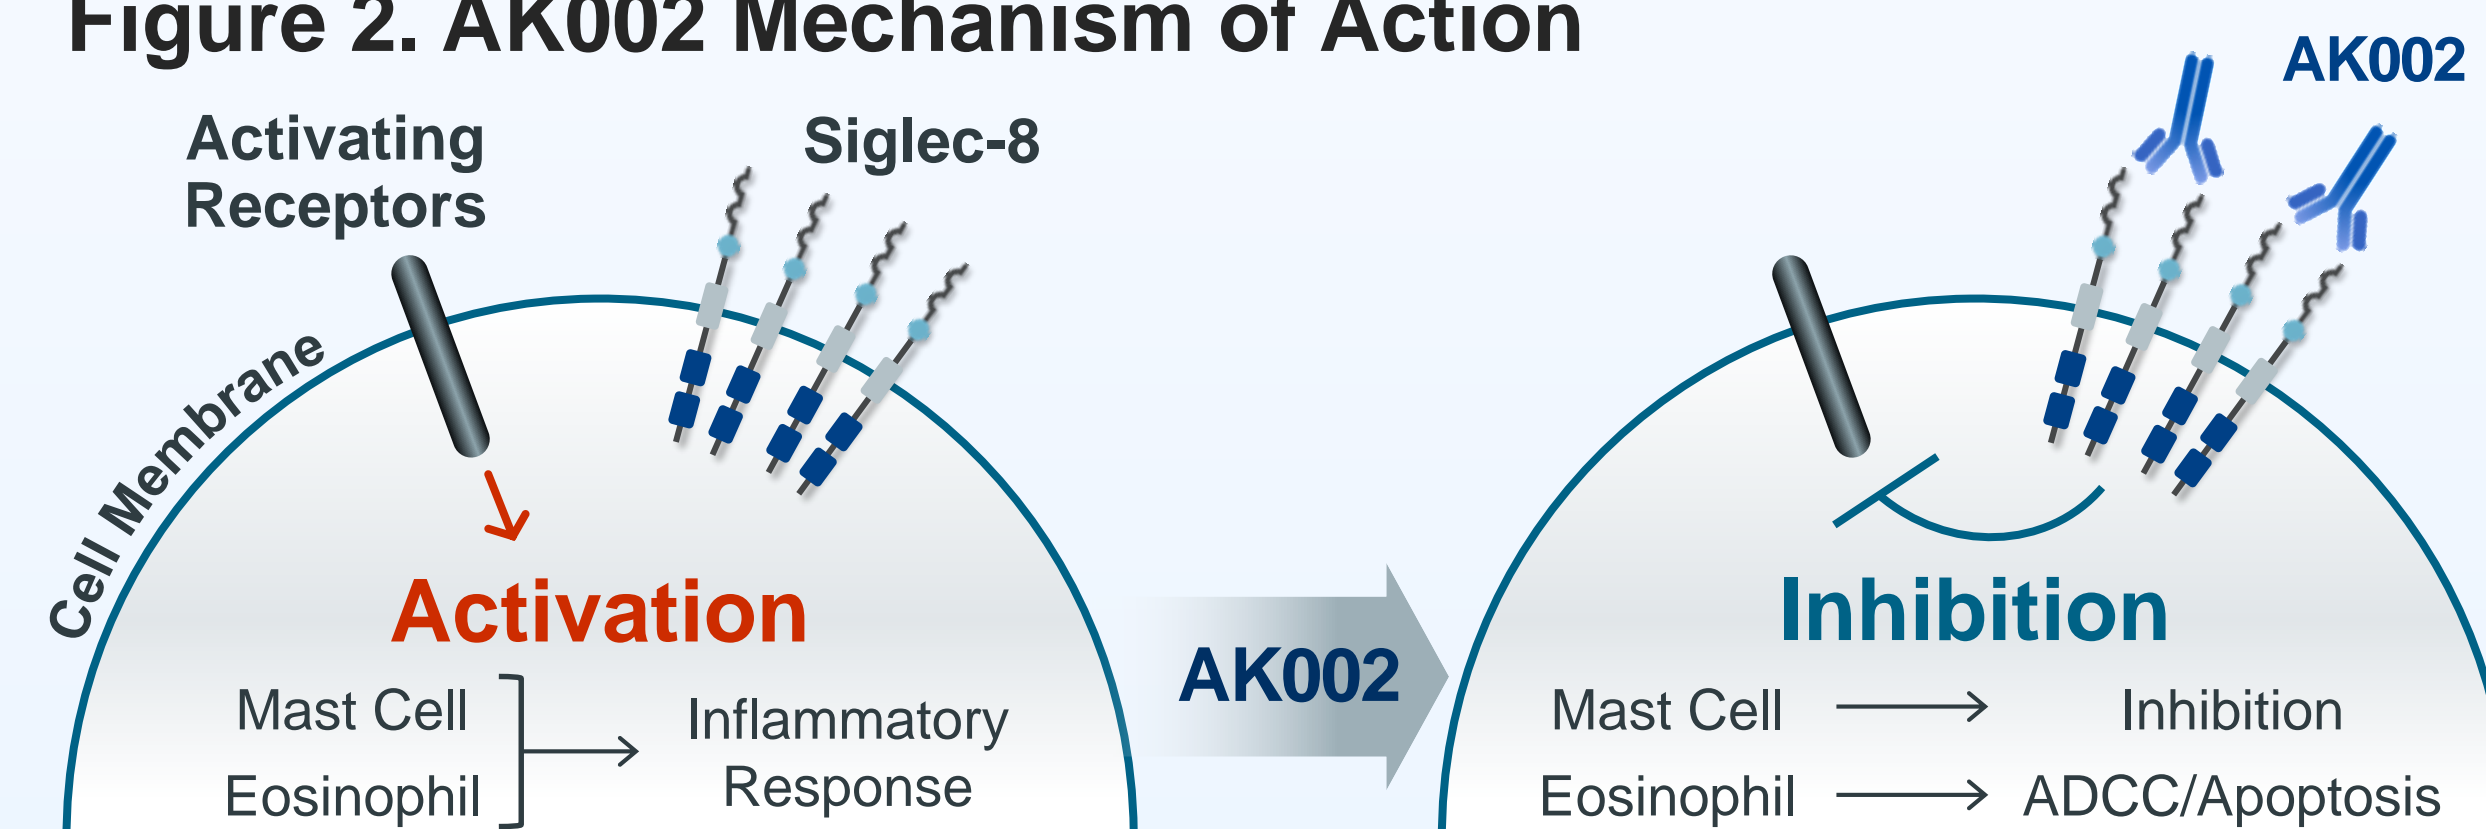 Figure 2. AK002 Mechanism of Action
AK002
Activating
Receptors
Siglec-8
Cell Membrane
Activation
Mast Cell
Eosinophil
Inflammatory
Response
AK002
Inhibition
Mast Cell
Inhibition
Eosinophil
ADCC/Apoptosis